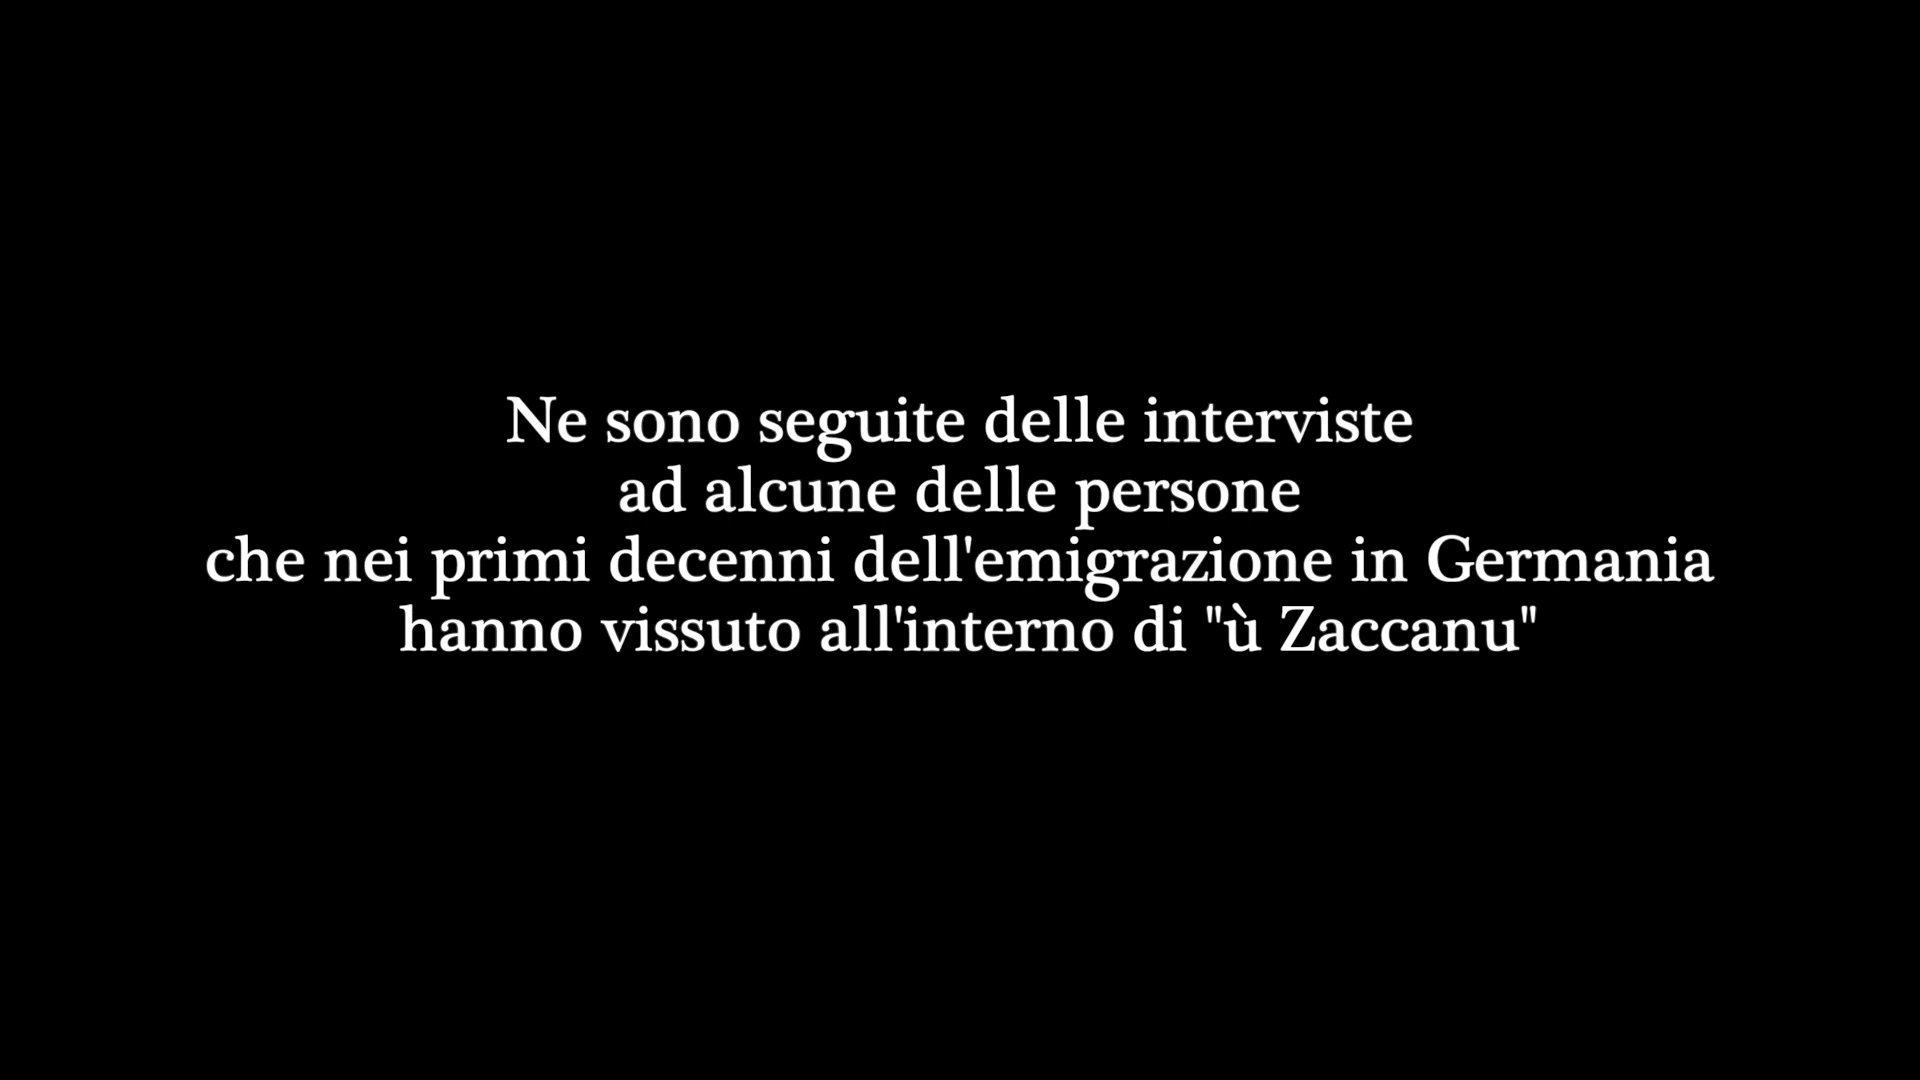 Ne sono seguite delle interviste
ad alcune delle persone
che nei primi decenni dell'emigrazione in Germania
hanno vissuto all'interno di "ù Zaccanu"